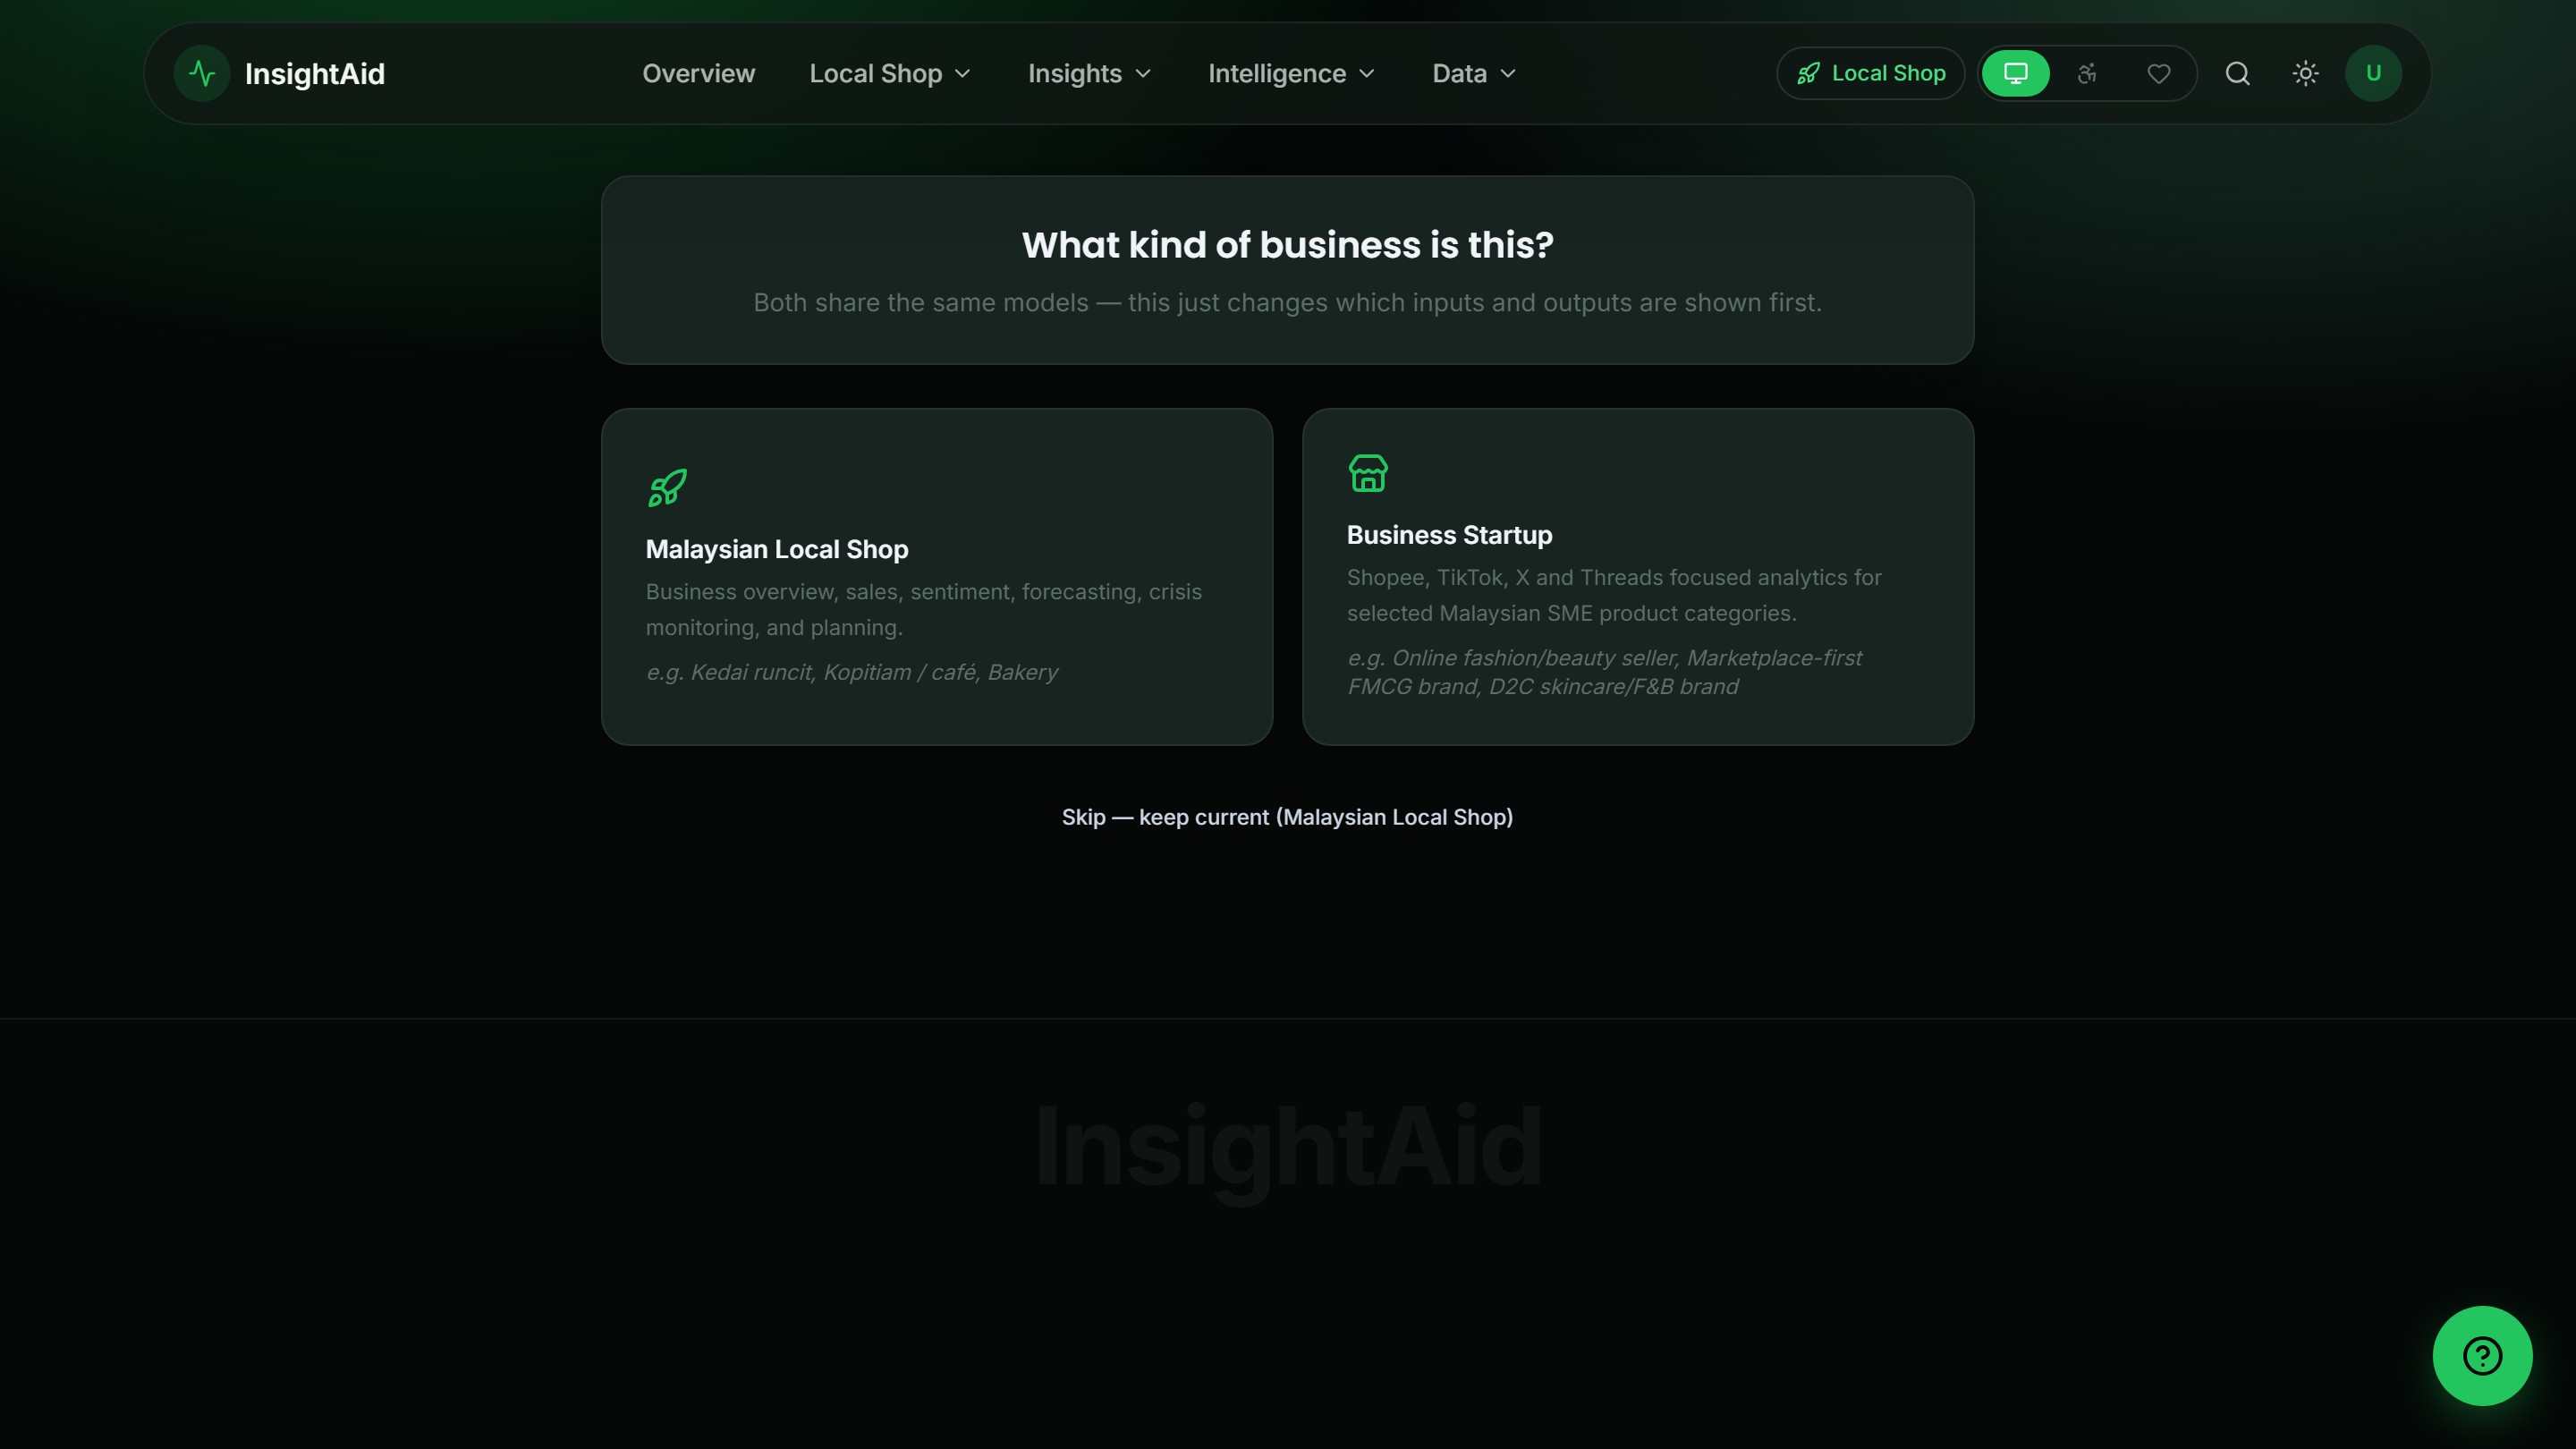 InsightAid
Overview
Local Shop
Insights
Intelligence
Data
Local Shop
U
What kind of business is this?
Both share the same models — this just changes which inputs and outputs are shown first.
Malaysian Local Shop
Business overview, sales, sentiment, forecasting, crisis
monitoring, and planning.
e.g. Kedai runcit, Kopitiam / café, Bakery
Business Startup
Shopee, TikTok, X and Threads focused analytics for
selected Malaysian SME product categories.
e.g. Online fashion/beauty seller, Marketplace-first
FMCG brand, D2C skincare/F&B brand
Skip — keep current (Malaysian Local Shop)
InsightAid